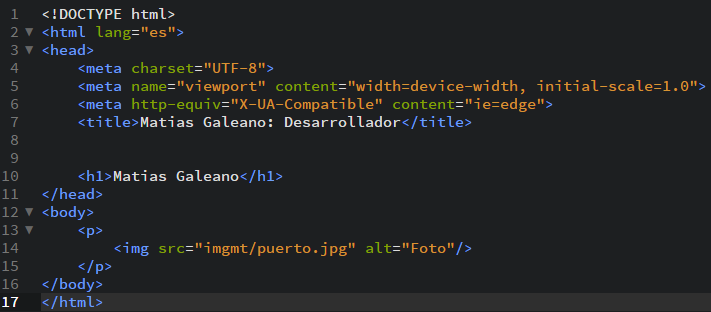 1 <!DOCTYPE html>
2 <html lang="es">
3 <head>
4 <meta charset="UTF-8">
5 <meta name="viewport" content="width=device-width, initial-scale=1.0">
6 <meta http-equiv="X-UA-Compatible" content="ie=edge">
7 <title>Matias Galeano: Desarrollador</title>
8
9
10 <h1>Matias Galeano</h1>
11 </head>
12 <body>
13 <p>
14 <img src="imgmt/puerto.jpg" alt="Foto"/>
15 </p>
16 </body>
17 </html>